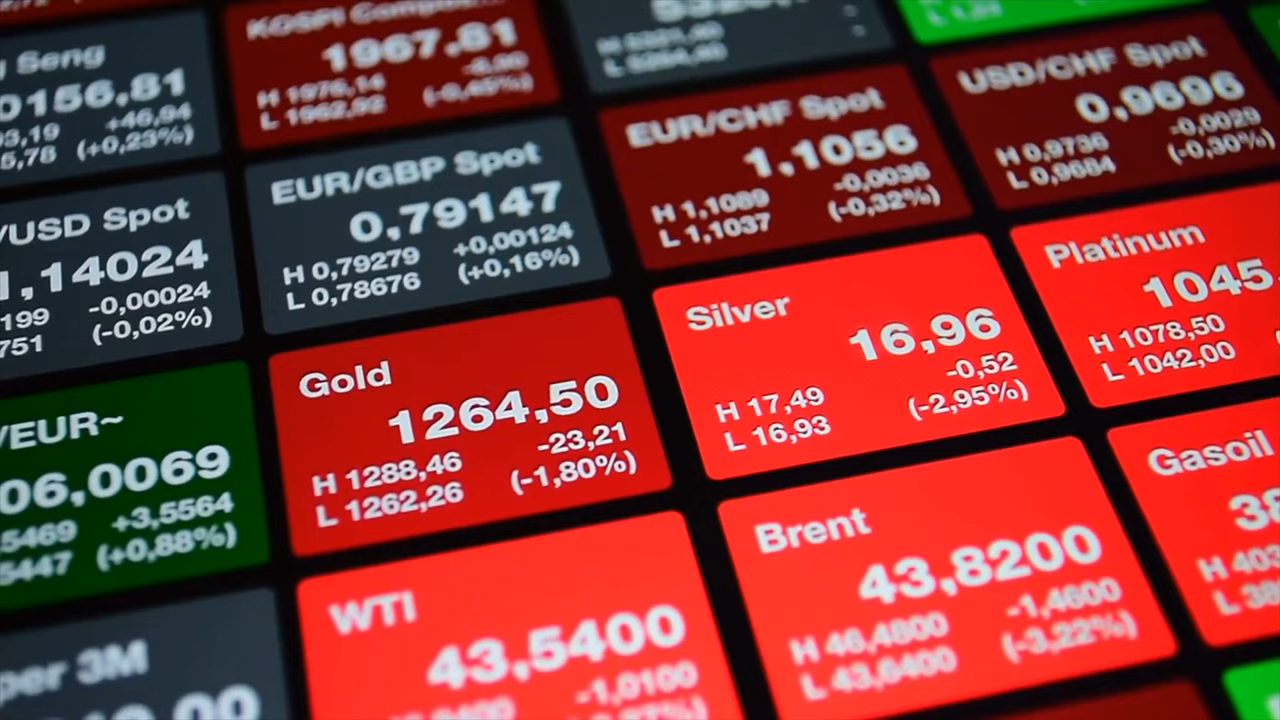 Seng
0156,81
+46,94
5,78 (+0,23%)
KOSPI
1967,81
H 1976,14
L 1962,92 (-0,45%)
USD/CHF Spot
0,9696
H 0,9736 -0,0029
L 0,9684 (-0,30%)
EUR/CHF Spot
1,1056
H 1,1089 -0,0036
L 1,1037 (-0,32%)
EUR/GBP Spot
0,79147
H 0,79279 +0,00124
L 0,78676 (+0,16%)
/USD Spot
1,14024
199 -0,00024
751 (-0,02%)
Platinum
1045
H 1078,50
L 1042,00
Silver
16,96
H 17,49 -0,52
L 16,93 (-2,95%)
Gold
1264,50
H 1288,46 -23,21
L 1262,26 (-1,80%)
/EUR~
06,0069
5469 +3,5564
5447 (+0,88%)
Gasoil
Brent
43,8200
H 46,4800 -1,4600
L 43,6400 (-3,22%)
WTI
43,5400
-1,0100
per 3M